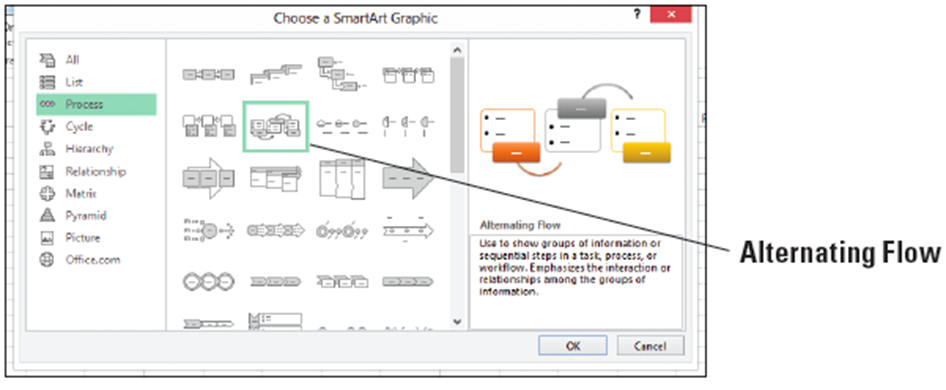 Choose a SmartArt Graphic
?
All
List
Process
Cycle
Hierarchy
Relationship
Matrix
Pyramid
Picture
Office.com
Alternating Flow
Use to show groups of information or
sequential steps in a task, process, or
workflow. Emphasizes the interaction or
relationships among the groups of
information.
OK
Cancel
Alternating Flow